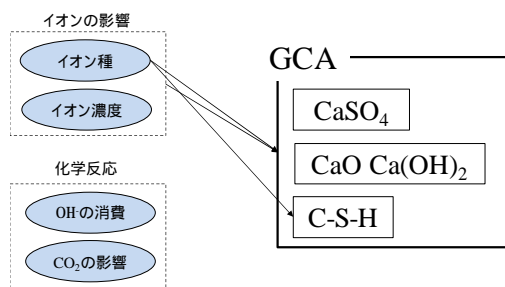 イオンの影響
イオン種
イオン濃度
化学反応
OH⁻の消費
CO₂の影響
GCA
CaSO₄
CaO Ca(OH)₂
C-S-H